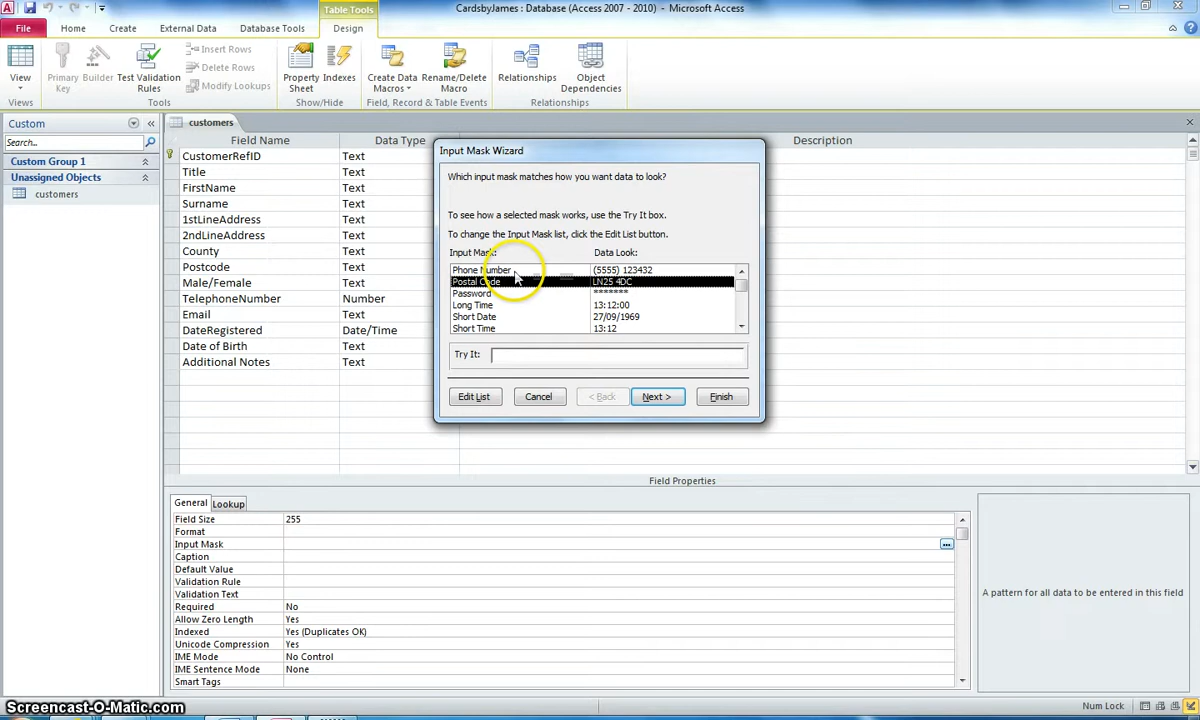 Table Tools
CardsbyJames : Database (Access 2007 - 2010) - Microsoft Access
File Home Create External Data Database Tools Design
View
Primary Key
Builder
Test Validation Rules
Insert Rows
Delete Rows
Modify Lookups
Property Sheet
Indexes
Create Data Macros
Rename/Delete Macro
Relationships
Object Dependencies
Views Tools Show/Hide Field, Record & Table Events Relationships
Custom
Search...
Custom Group 1
Unassigned Objects
customers
customers
Field Name Data Type Description
CustomerRefID Text
Title Text
FirstName Text
Surname Text
1stLineAddress Text
2ndLineAddress Text
County Text
Postcode Text
Male/Female Text
TelephoneNumber Number
Email Text
DateRegistered Date/Time
Date of Birth Text
Additional Notes Text
Input Mask Wizard
Which input mask matches how you want data to look?
To see how a selected mask works, use the Try It box.
To change the Input Mask list, click the Edit List button.
Input Mask: Data Look:
Phone Number (5555) 123432
Postal Code LN25 4DC
Password *******
Long Time 13:12:00
Short Date 27/09/1969
Short Time 13:12
Try It:
Edit List Cancel < Back Next > Finish
Field Properties
General Lookup
Field Size 255
Format
Input Mask
Caption
Default Value
Validation Rule
Validation Text
Required No
Allow Zero Length Yes
Indexed Yes (Duplicates OK)
Unicode Compression Yes
IME Mode No Control
IME Sentence Mode None
Smart Tags
A pattern for all data to be entered in this field
Screencast-O-Matic.com
Num Lock